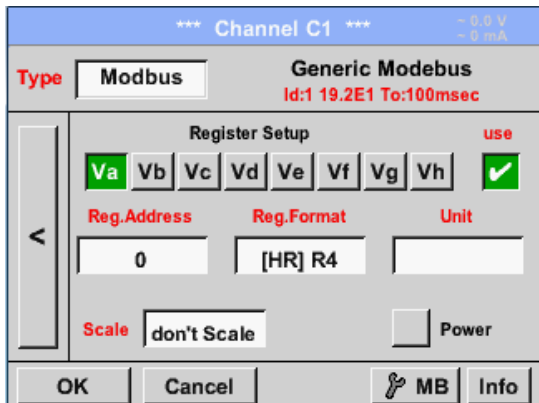 *** Channel C1 ***
~ 0.0 V
~ 0 mA
Type
Modbus
Generic Modebus
Id:1 19.2E1 To:100msec
Register Setup
use
Va Vb Vc Vd Ve Vf Vg Vh
Reg.Address
Reg.Format
Unit
<
0
[HR] R4
Scale
don't Scale
Power
OK
Cancel
MB
Info